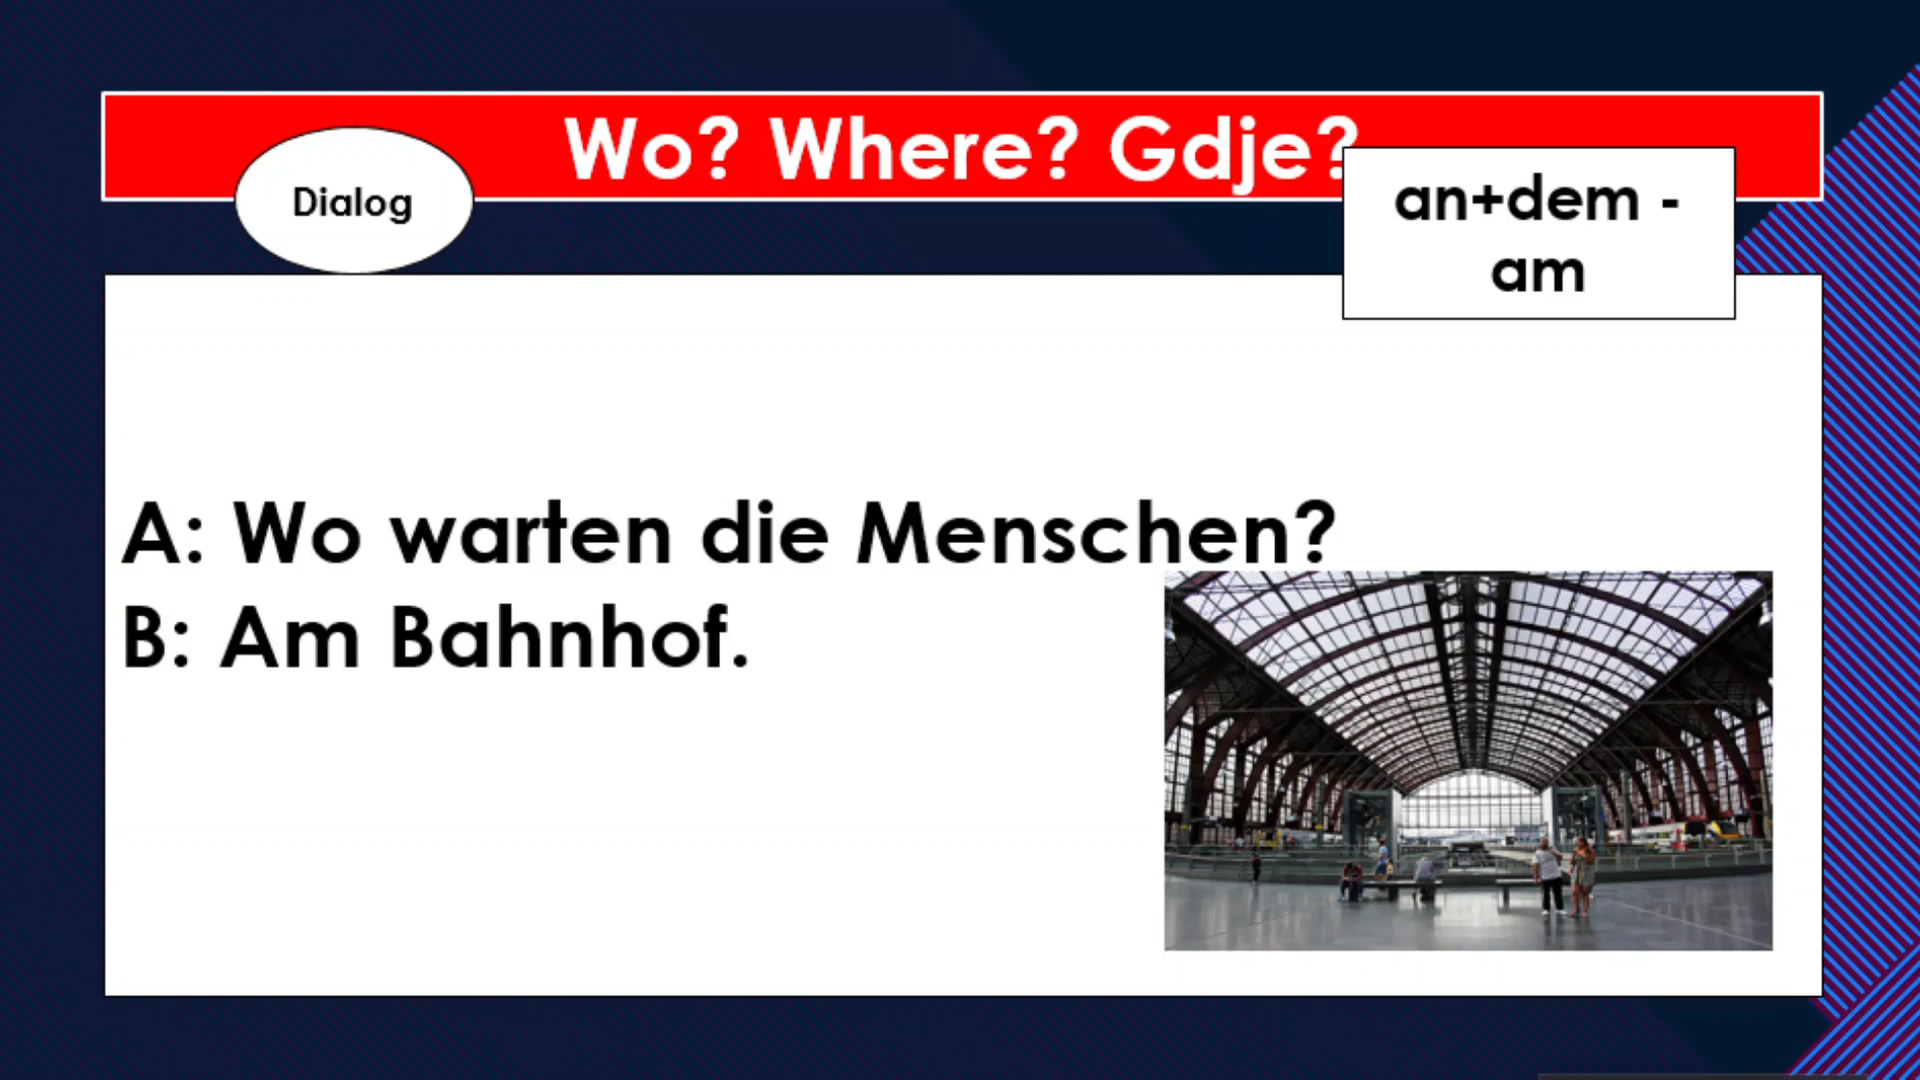 Wo? Where? Gdje?
Dialog
an+dem -
am
A: Wo warten die Menschen?
B: Am Bahnhof.